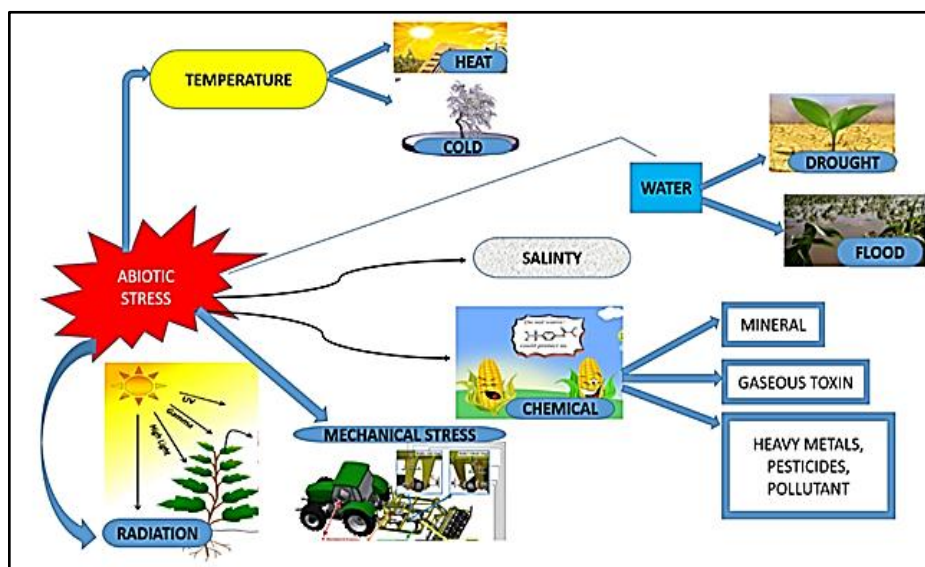 TEMPERATURE
HEAT
COLD
WATER
DROUGHT
FLOOD
ABIOTIC
STRESS
SALINTY
CHEMICAL
MINERAL
GASEOUS TOXIN
HEAVY METALS,
PESTICIDES,
POLLUTANT
MECHANICAL STRESS
UV
Gamma
High Light
RADIATION